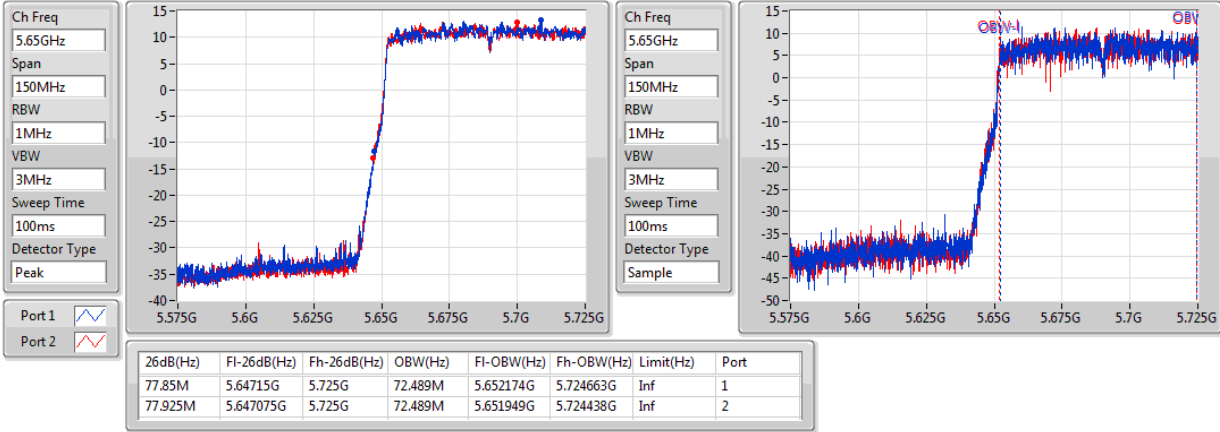 Ch Freq
5.65GHz
Span
150MHz
RBW
1MHz
VBW
3MHz
Sweep Time
100ms
Detector Type
Peak
Port 1
Port 2
15
10
5
0
-5
-10
-15
-20
-25
-30
-35
-40
5.575G 5.6G 5.625G 5.65G 5.675G 5.7G 5.725G
Ch Freq
5.65GHz
Span
150MHz
RBW
1MHz
VBW
3MHz
Sweep Time
100ms
Detector Type
Sample
15
10
5
0
-5
-10
-15
-20
-25
-30
-35
-40
-45
-50
OBW-l
OBV
5.575G 5.6G 5.625G 5.65G 5.675G 5.7G 5.725G
26dB(Hz) Fl-26dB(Hz) Fh-26dB(Hz) OBW(Hz) Fl-OBW(Hz) Fh-OBW(Hz) Limit(Hz) Port
77.85M 5.64715G 5.725G 72.489M 5.652174G 5.724663G Inf 1
77.925M 5.647075G 5.725G 72.489M 5.651949G 5.724438G Inf 2